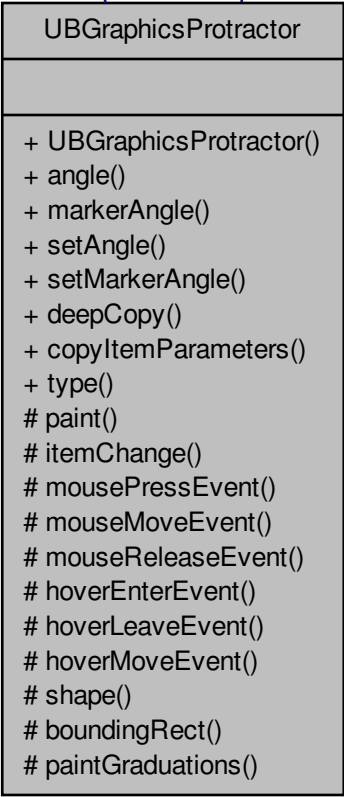 UBGraphicsProtractor
+ UBGraphicsProtractor()
+ angle()
+ markerAngle()
+ setAngle()
+ setMarkerAngle()
+ deepCopy()
+ copyItemParameters()
+ type()
# paint()
# itemChange()
# mousePressEvent()
# mouseMoveEvent()
# mouseReleaseEvent()
# hoverEnterEvent()
# hoverLeaveEvent()
# hoverMoveEvent()
# shape()
# boundingRect()
# paintGraduations()